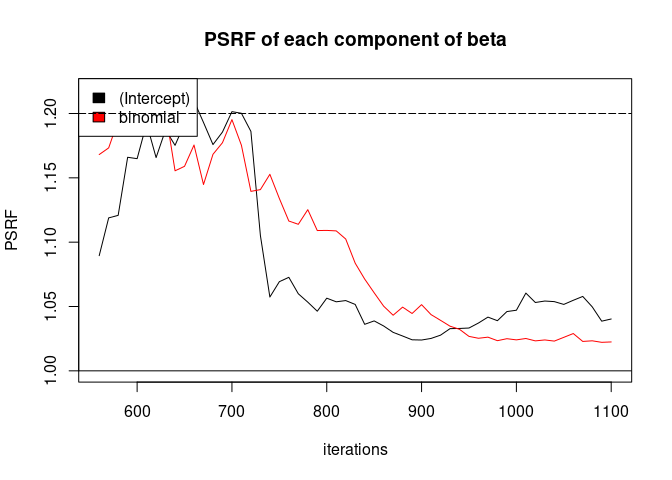 PSRF of each component of beta
(Intercept)
binomial
PSRF
1.20
1.15
1.10
1.05
1.00
600 700 800 900 1000 1100
iterations